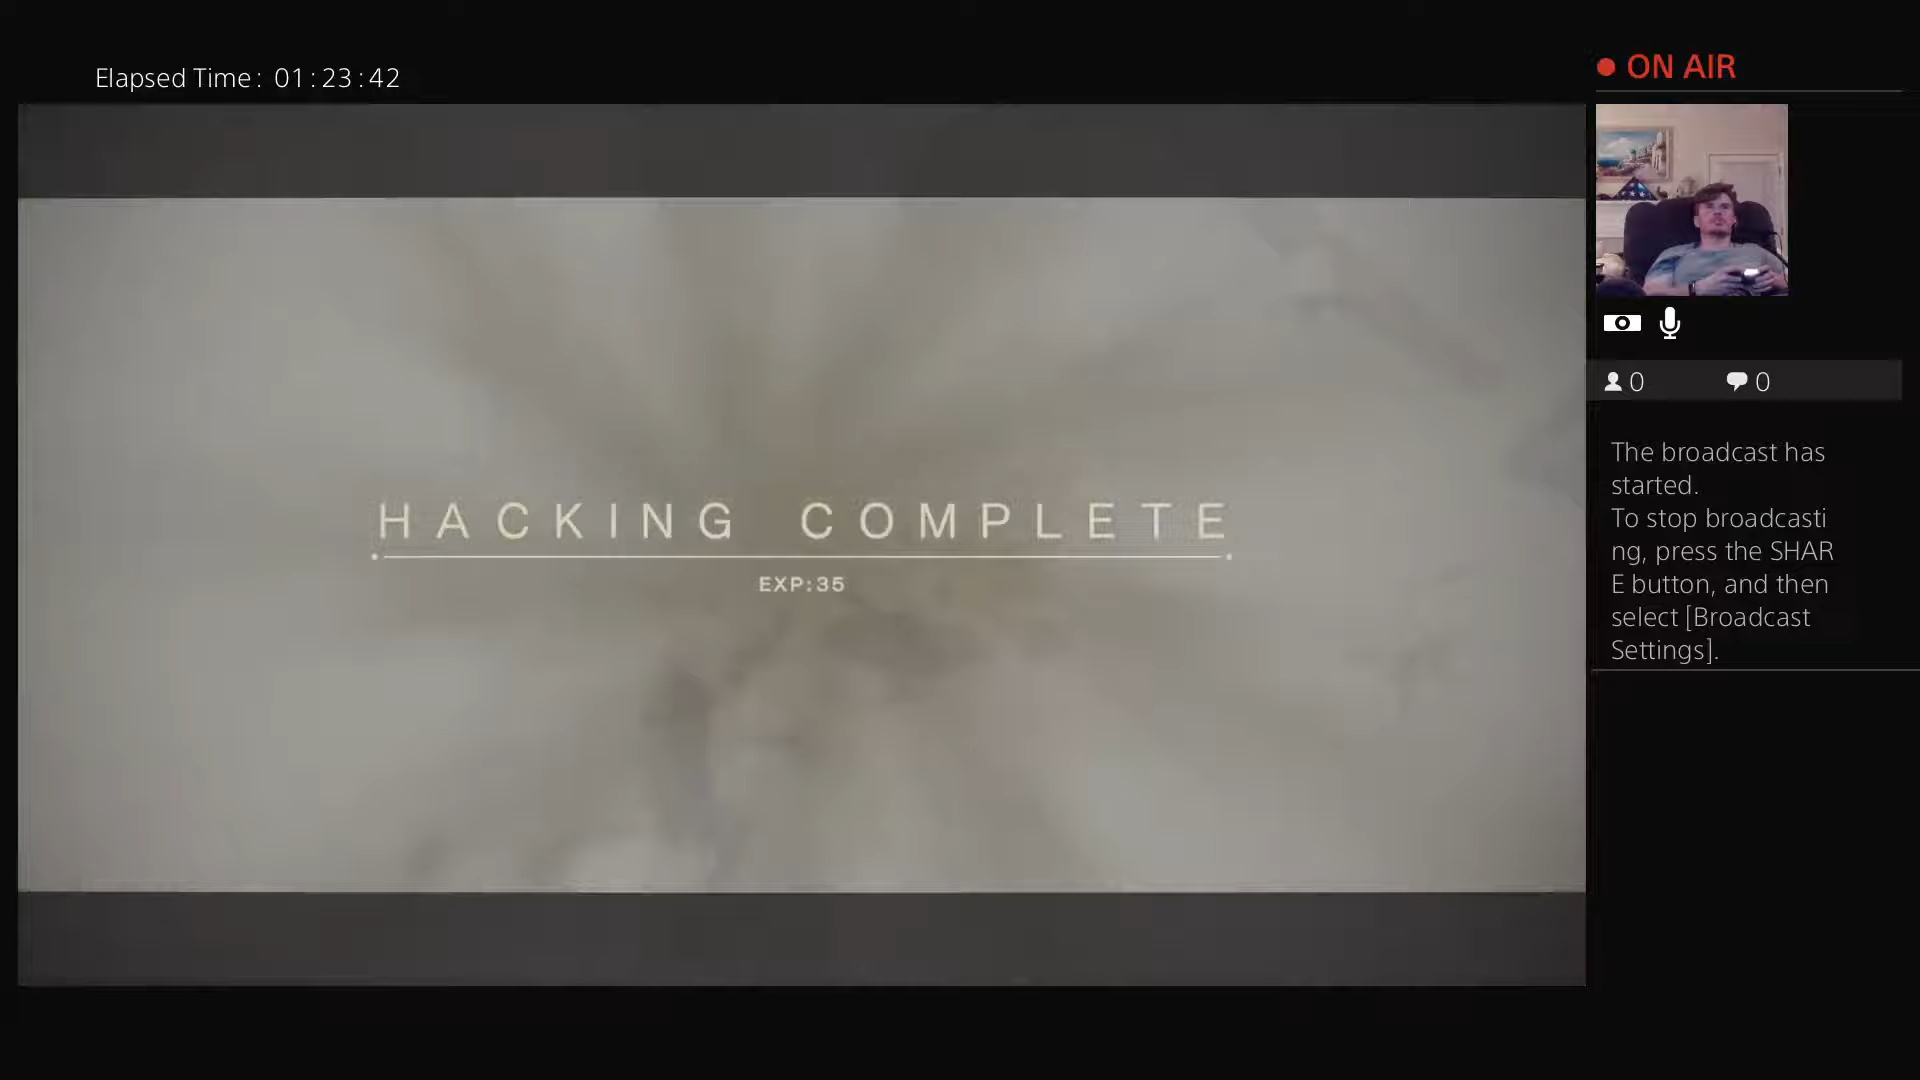 Elapsed Time: 01:23:42
ON AIR
0 0
The broadcast has
started.
To stop broadcasti
ng, press the SHAR
E button, and then
select [Broadcast
Settings].
HACKING COMPLETE
EXP:35